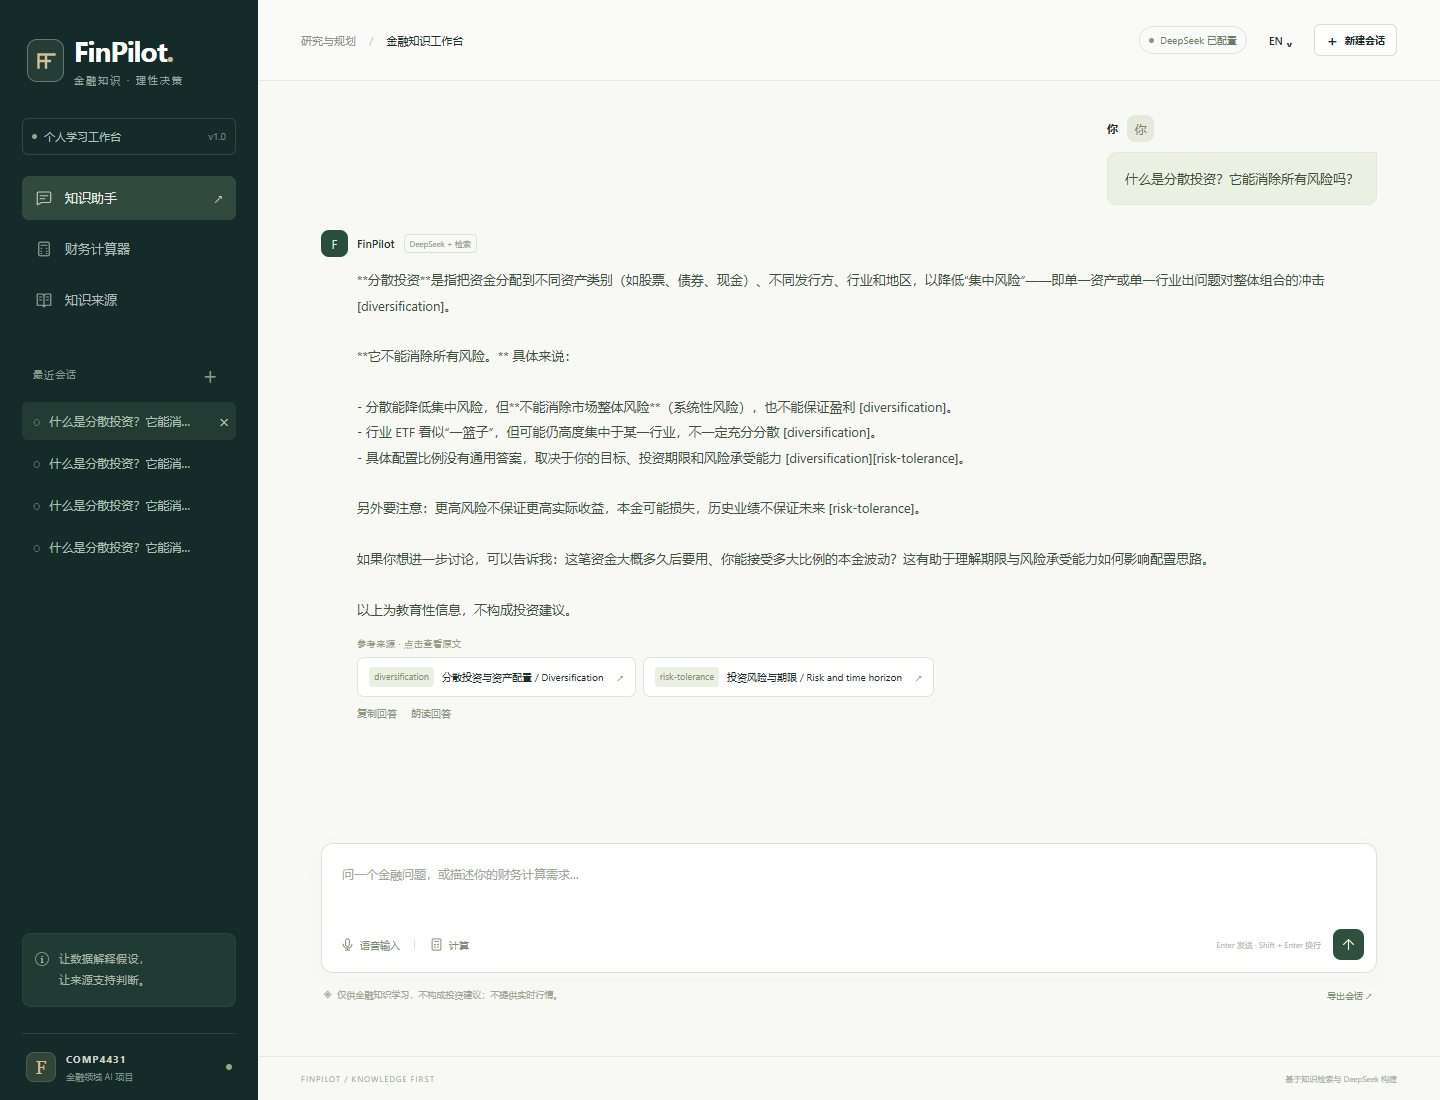 FinPilot.
金融知识 · 理性决策
个人学习工作台 v1.0
知识助手 ↗
财务计算器
知识来源
最近会话 +
什么是分散投资？它能消... ×
什么是分散投资？它能消...
什么是分散投资？它能消...
什么是分散投资？它能消...
让数据解释假设，
让来源支持判断。
F COMP4431
金融领域 AI 项目
研究与规划 / 金融知识工作台
DeepSeek 已配置 EN + 新建会话
你 你
什么是分散投资？它能消除所有风险吗？
F FinPilot DeepSeek + 检索
**分散投资**是指把资金分配到不同资产类别（如股票、债券、现金）、不同发行方、行业和地区，以降低“集中风险”——即单一资产或单一行业出问题对整体组合的冲击
[diversification]。
**它不能消除所有风险。** 具体来说：
- 分散能降低集中风险，但**不能消除市场整体风险**（系统性风险），也不能保证盈利 [diversification]。
- 行业 ETF 看似“一篮子”，但可能仍高度集中于某一行业，不一定充分分散 [diversification]。
- 具体配置比例没有通用答案，取决于你的目标、投资期限和风险承受能力 [diversification][risk-tolerance]。
另外要注意：更高风险不保证更高实际收益，本金可能损失，历史业绩不保证未来 [risk-tolerance]。
如果你想进一步讨论，可以告诉我：这笔资金大概多久后要用、你能接受多大比例的本金波动？这有助于理解期限与风险承受能力如何影响配置思路。
以上为教育性信息，不构成投资建议。
参考来源 · 点击查看原文
diversification 分散投资与资产配置 / Diversification ↗
risk-tolerance 投资风险与期限 / Risk and time horizon ↗
复制回答 朗读回答
问一个金融问题，或描述你的财务计算需求...
语音输入 计算 Enter 发送 · Shift + Enter 换行
仅供金融知识学习，不构成投资建议；不提供实时行情。 导出会话 ↗
FINPILOT / KNOWLEDGE FIRST 基于知识检索与 DeepSeek 构建